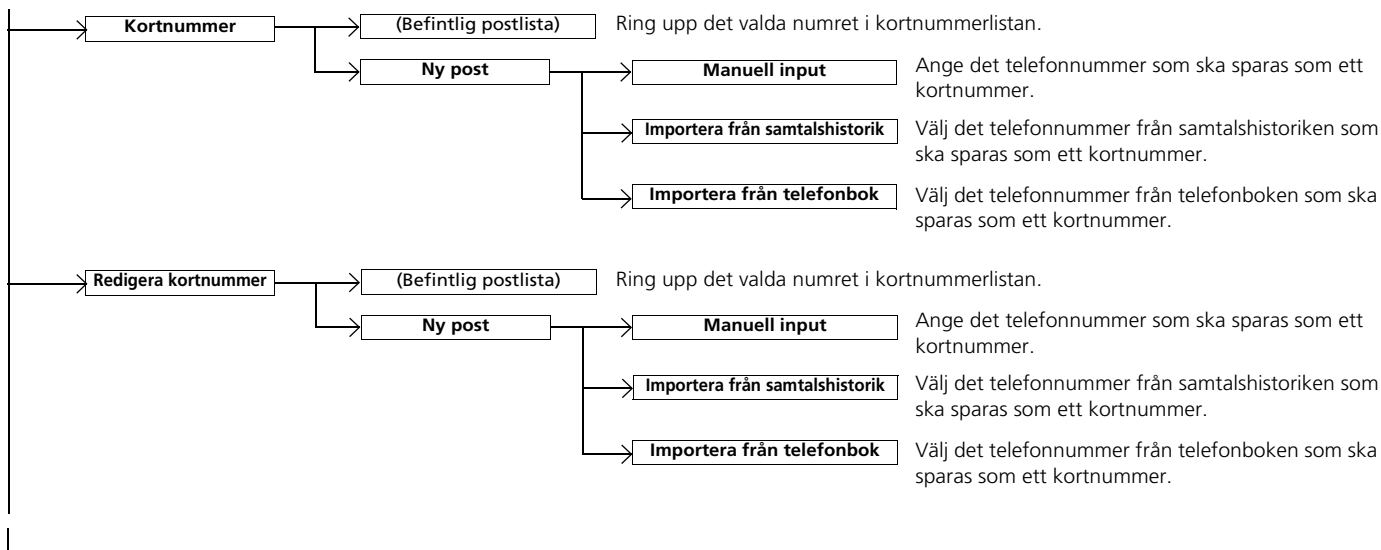 Kortnummer
(Befintlig postlista)
Ring upp det valda numret i kortnummerlistan.
Ny post
Manuell input
Ange det telefonnummer som ska sparas som ett
kortnummer.
Importera från samtalshistorik
Välj det telefonnummer från samtalshistoriken som
ska sparas som ett kortnummer.
Importera från telefonbok
Välj det telefonnummer från telefonboken som ska
sparas som ett kortnummer.
Redigera kortnummer
(Befintlig postlista)
Ring upp det valda numret i kortnummerlistan.
Ny post
Manuell input
Ange det telefonnummer som ska sparas som ett
kortnummer.
Importera från samtalshistorik
Välj det telefonnummer från samtalshistoriken som
ska sparas som ett kortnummer.
Importera från telefonbok
Välj det telefonnummer från telefonboken som ska
sparas som ett kortnummer.